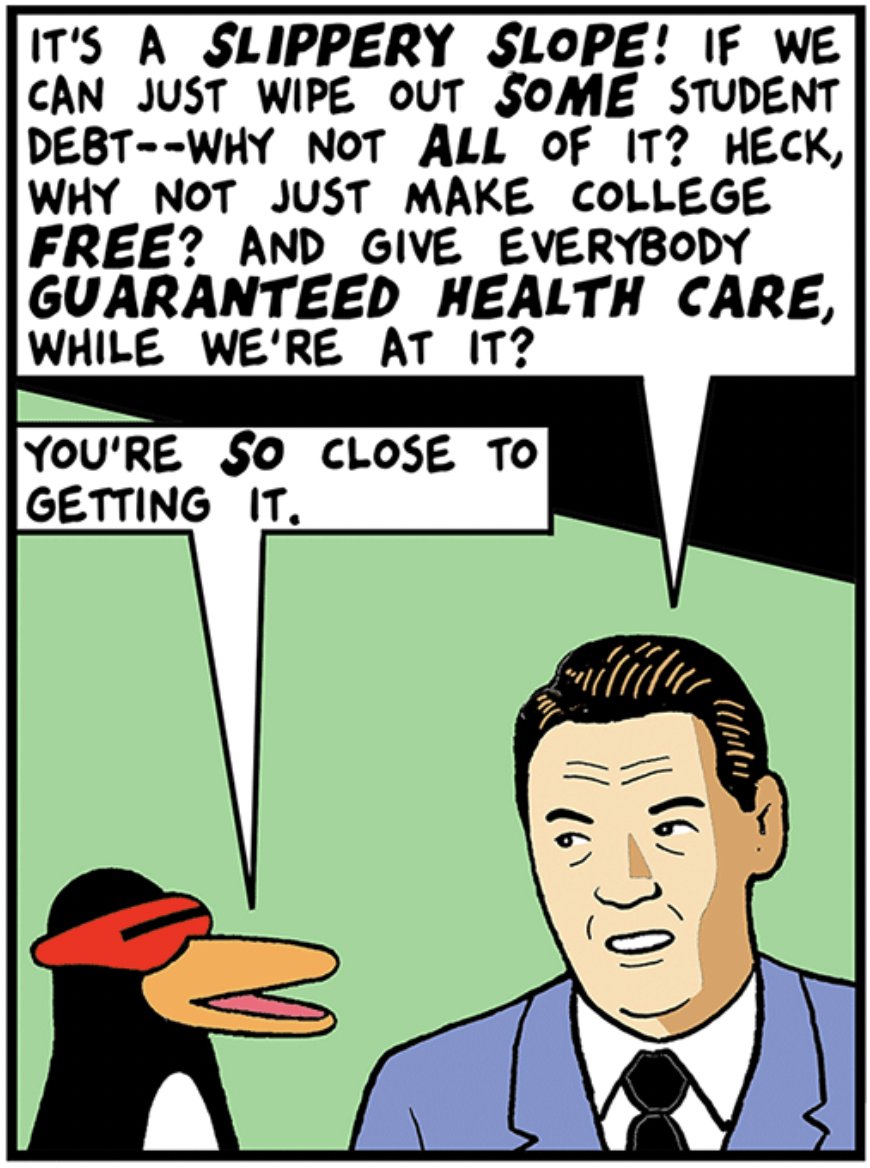 IT'S A SLIPPERY SLOPE! IF WE
CAN JUST WIPE OUT SOME STUDENT
DEBT--WHY NOT ALL OF IT? HECK,
WHY NOT JUST MAKE COLLEGE
FREE? AND GIVE EVERYBODY
GUARANTEED HEALTH CARE,
WHILE WE'RE AT IT?
YOU'RE SO CLOSE TO
GETTING IT.